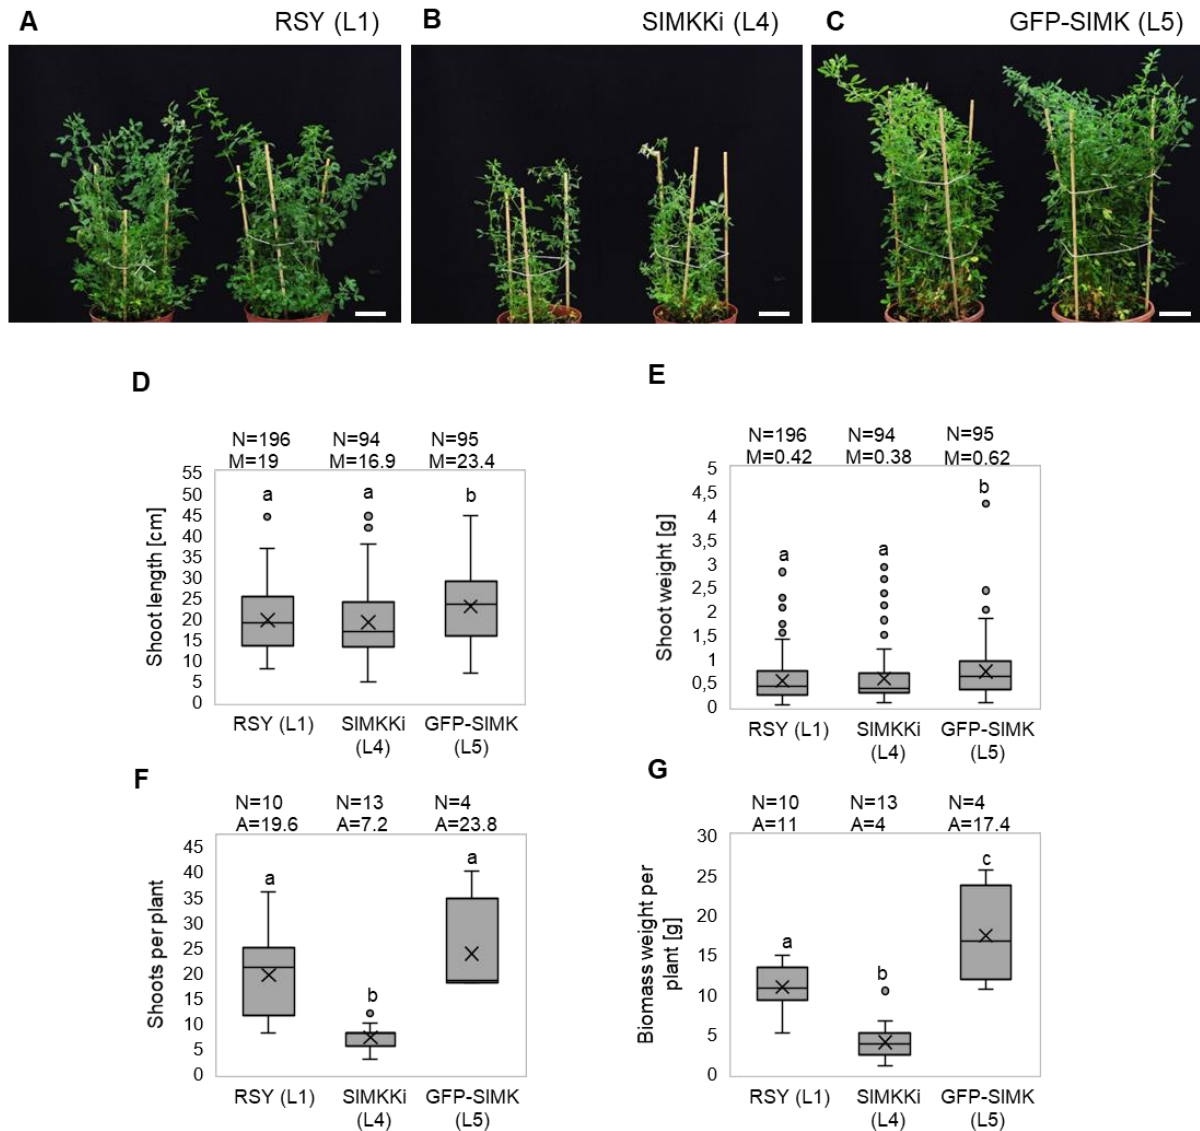 A RSY (L1)
B SIMKKi (L4)
C GFP-SIMK (L5)
D
N=196 N=94 N=95
M=19 M=16.9 M=23.4
55
50
45
40
35
30
25
20
15
10
5
0
Shoot length [cm]
a a b
RSY (L1) SIMKKi GFP-SIMK
(L4) (L5)
E
N=196 N=94 N=95
M=0.42 M=0.38 M=0.62
5
4,5
4
3,5
3
2,5
2
1,5
1
0,5
0
Shoot weight [g]
a a b
RSY (L1) SIMKKi GFP-SIMK
(L4) (L5)
F
N=10 N=13 N=4
A=19.6 A=7.2 A=23.8
45
40
35
30
25
20
15
10
5
0
Shoots per plant
a b a
RSY (L1) SIMKKi GFP-SIMK
(L4) (L5)
G
N=10 N=13 N=4
A=11 A=4 A=17.4
30
25
20
15
10
5
0
Biomass weight per
plant [g]
a b c
RSY (L1) SIMKKi GFP-SIMK
(L4) (L5)